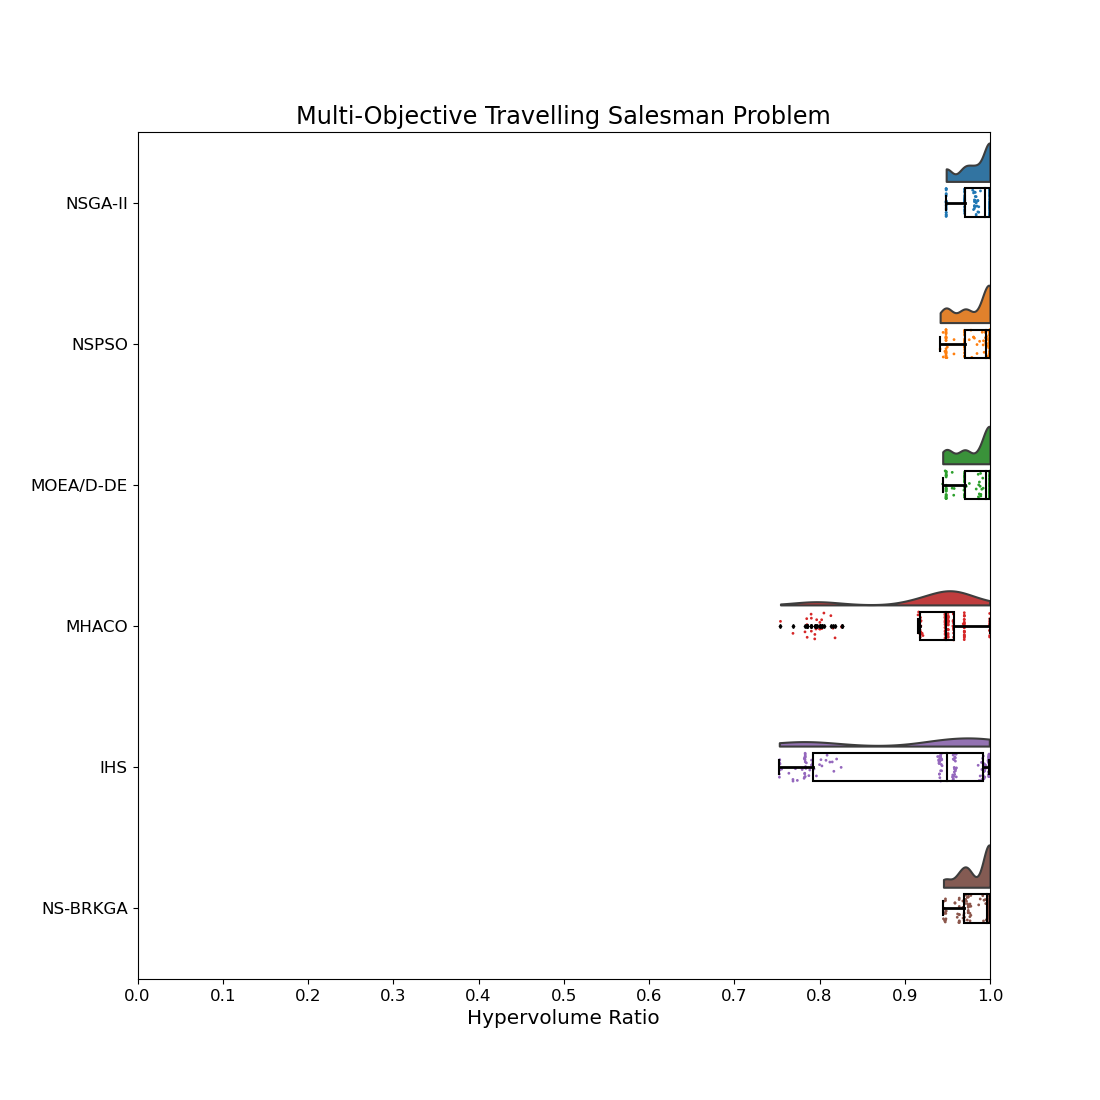 Multi-Objective Travelling Salesman Problem
NSGA-II
NSPSO
MOEA/D-DE
MHACO
IHS
NS-BRKGA
0.0 0.1 0.2 0.3 0.4 0.5 0.6 0.7 0.8 0.9 1.0
Hypervolume Ratio